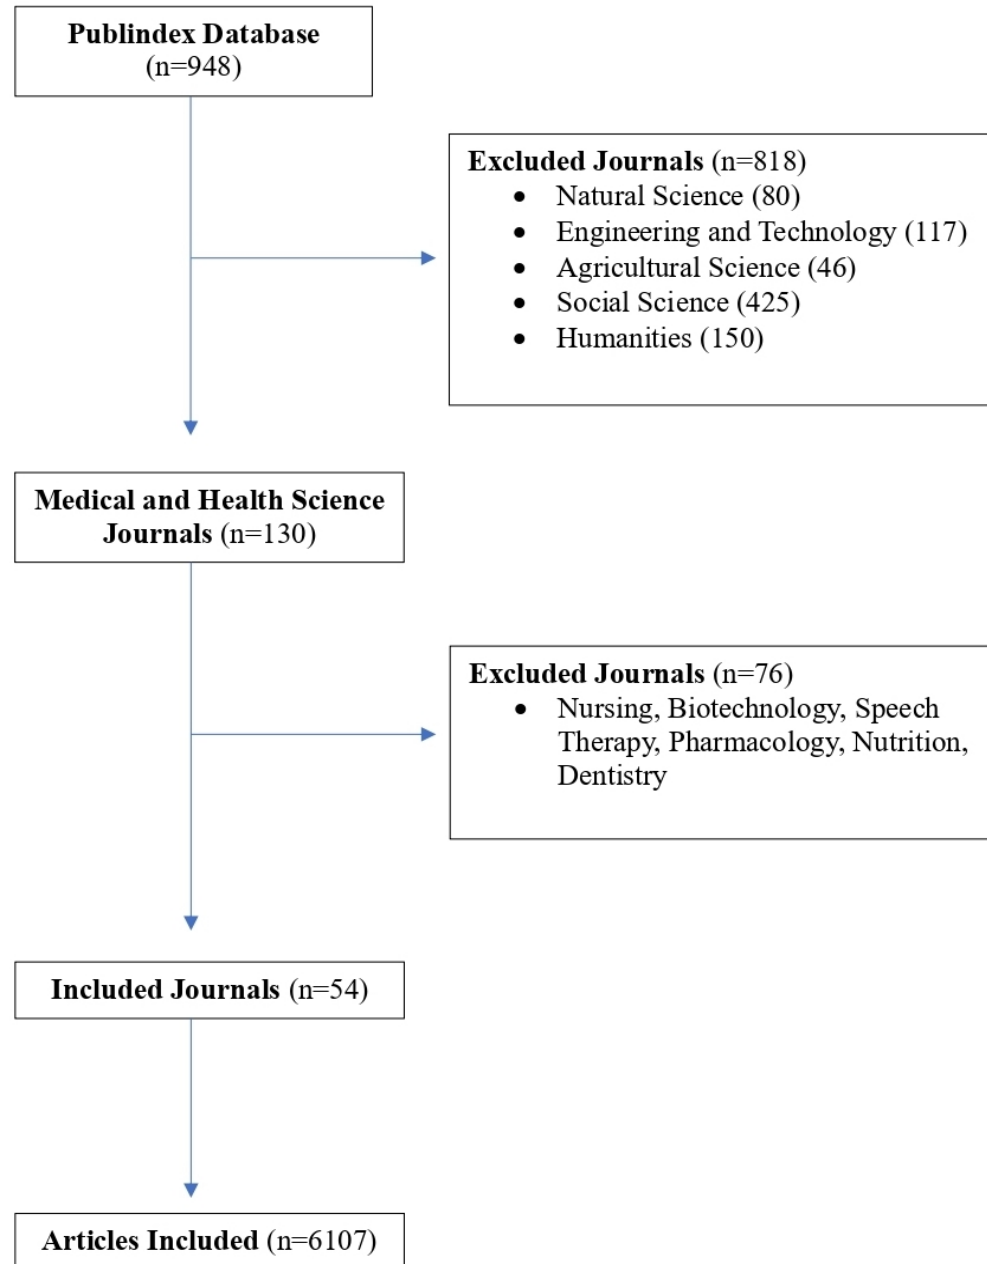 Publindex Database
(n=948)
Excluded Journals (n=818)
• Natural Science (80)
• Engineering and Technology (117)
• Agricultural Science (46)
• Social Science (425)
• Humanities (150)
Medical and Health Science
Journals (n=130)
Excluded Journals (n=76)
• Nursing, Biotechnology, Speech
Therapy, Pharmacology, Nutrition,
Dentistry
Included Journals (n=54)
Articles Included (n=6107)